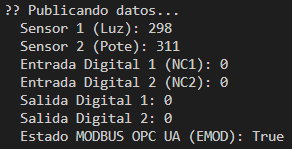 ?? Publicando datos...
Sensor 1 (Luz): 298
Sensor 2 (Pote): 311
Entrada Digital 1 (NC1): 0
Entrada Digital 2 (NC2): 0
Salida Digital 1: 0
Salida Digital 2: 0
Estado MODBUS OPC UA (EMOD): True